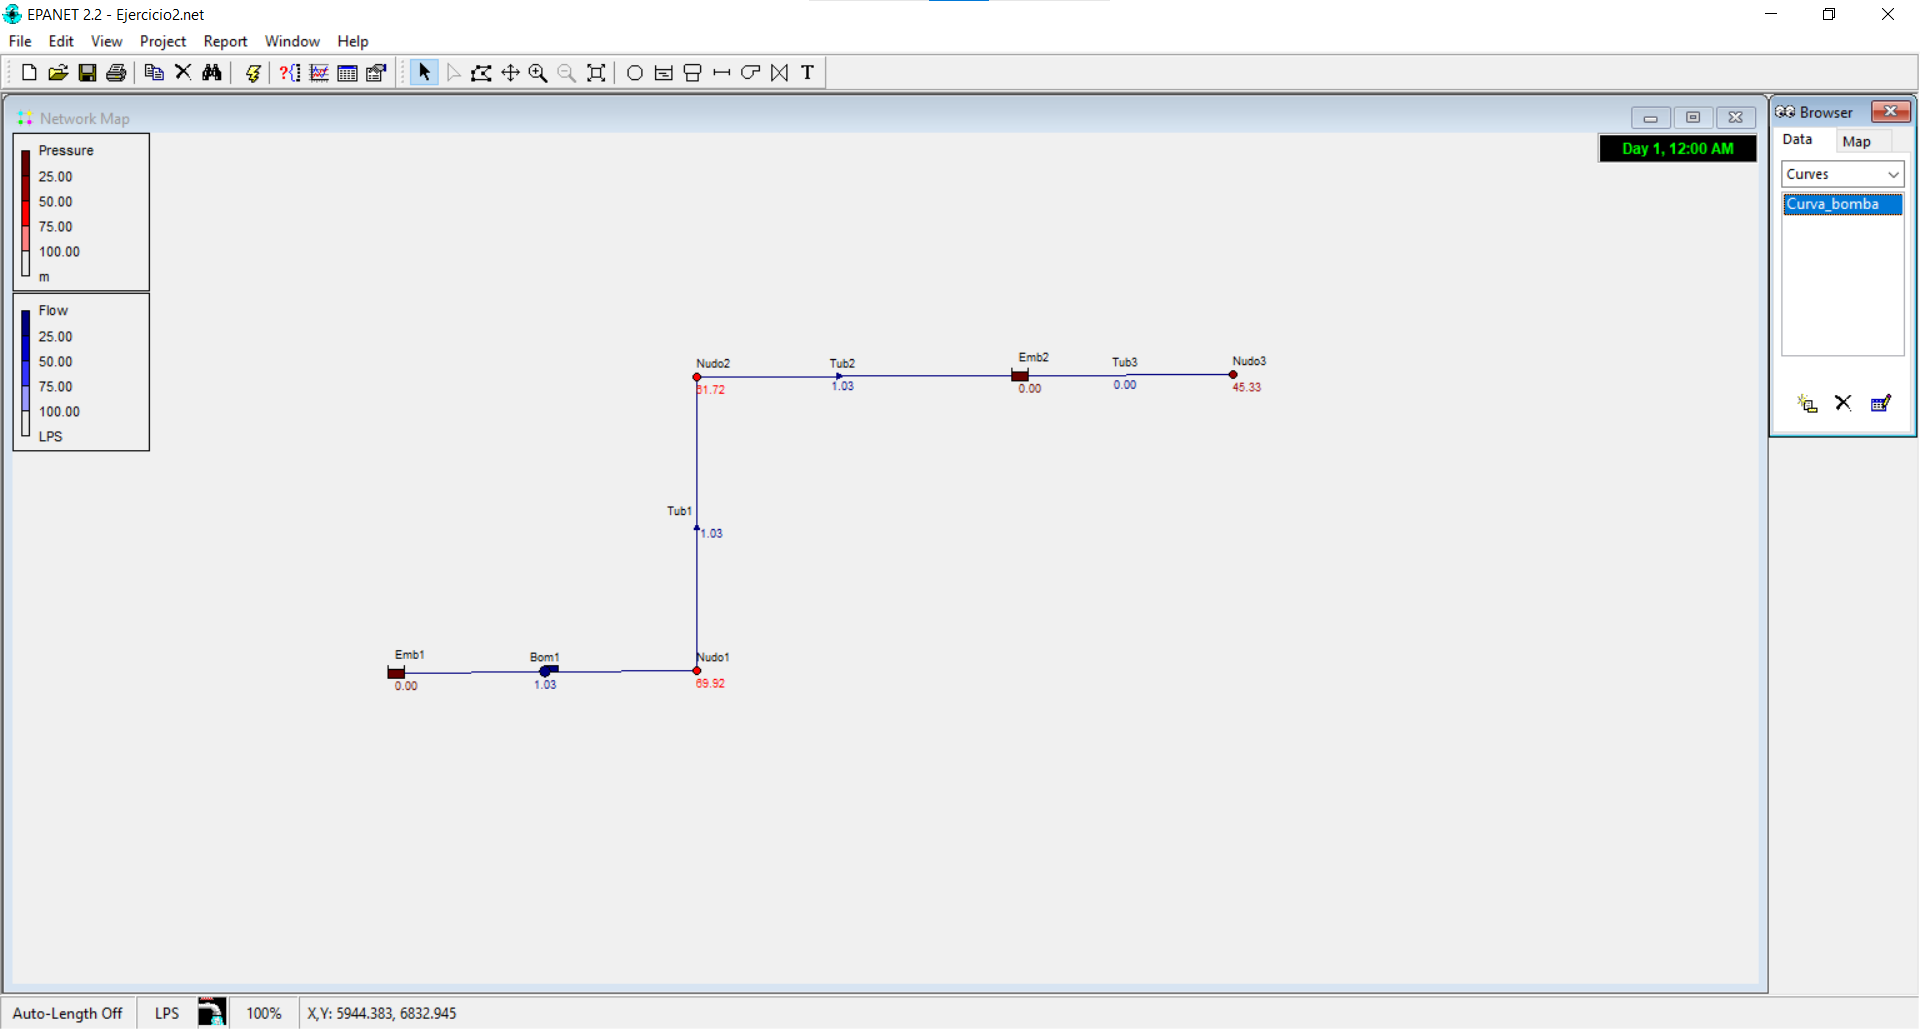 EPANET 2.2 - Ejercicio2.net
File Edit View Project Report Window Help
Network Map
Day 1, 12:00 AM
Pressure
25.00
50.00
75.00
100.00
m
Flow
25.00
50.00
75.00
100.00
LPS
Nudo2
61.72
Tub2
1.03
Emb2
0.00
Tub3
0.00
Nudo3
45.33
Tub1
1.03
Emb1
0.00
Bom1
1.03
Nudo1
69.92
Browser
Data Map
Curves
Curva_bomba
Auto-Length Off LPS 100% X,Y: 5944.383, 6832.945